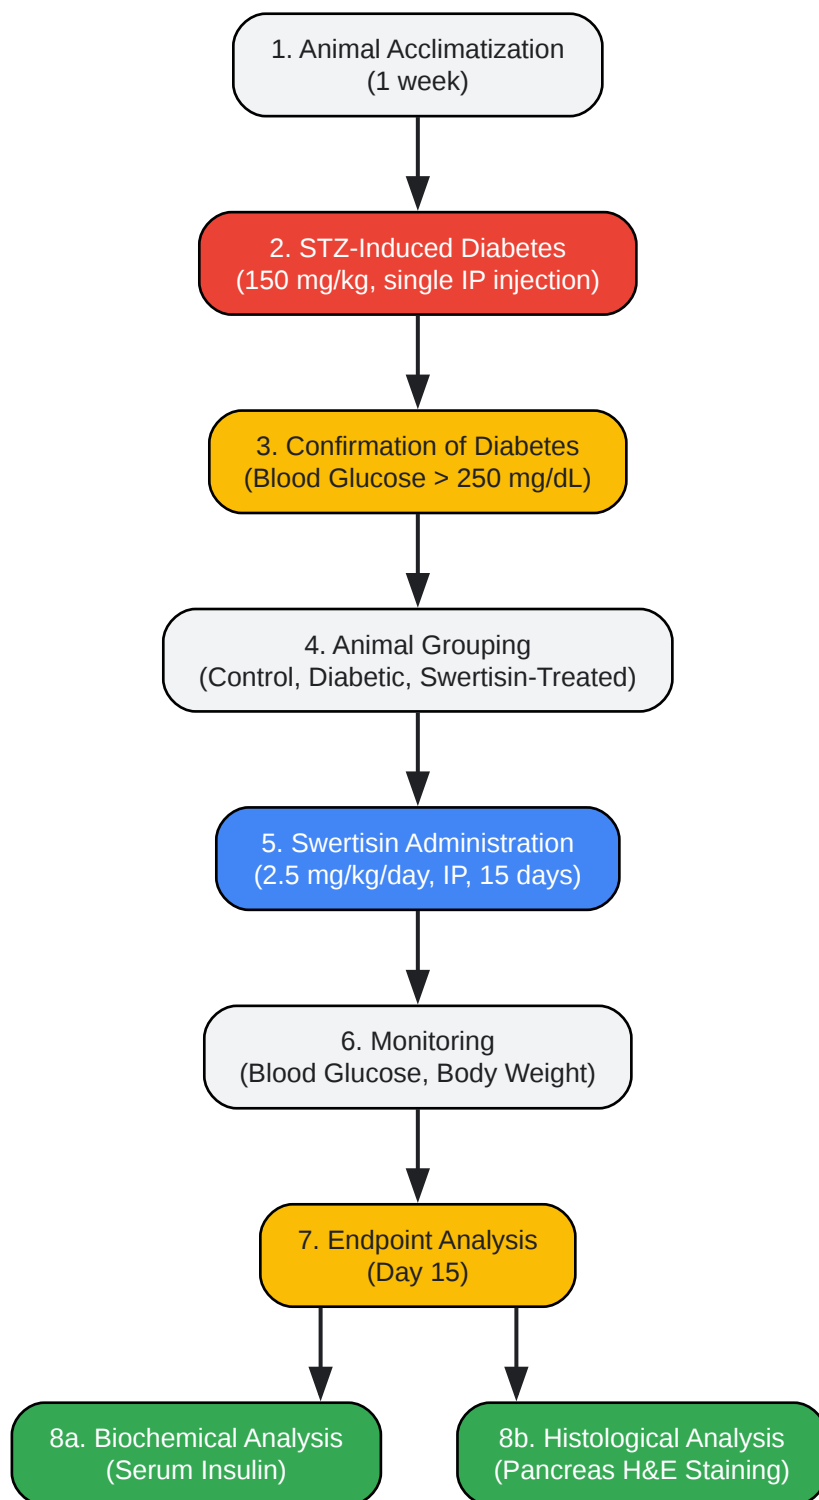 1. Animal Acclimatization
(1 week)
2. STZ-Induced Diabetes
(150 mg/kg, single IP injection)
3. Confirmation of Diabetes
(Blood Glucose > 250 mg/dL)
4. Animal Grouping
(Control, Diabetic, Swertisin-Treated)
5. Swertisin Administration
(2.5 mg/kg/day, IP, 15 days)
6. Monitoring
(Blood Glucose, Body Weight)
7. Endpoint Analysis
(Day 15)
8a. Biochemical Analysis
(Serum Insulin)
8b. Histological Analysis
(Pancreas H&E Staining)